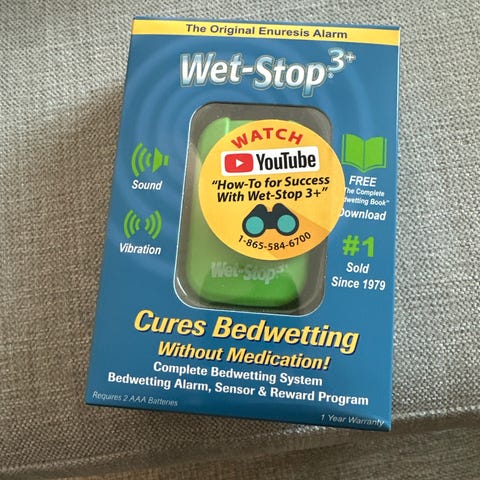 The Original Enuresis Alarm
Wet-Stop.3+
WATCH
YouTube
"How-To for Success
With Wet-Stop 3+"
1-865-584-6700
Sound
Vibration
FREE
The Complete
Bedwetting Book"
Download
#1
Sold
Since 1979
Wet-Stop3+
Cures Bedwetting
Without Medication!
Complete Bedwetting System
Bedwetting Alarm, Sensor & Reward Program
Requires 2 AAA Batteries
1 Year Warranty